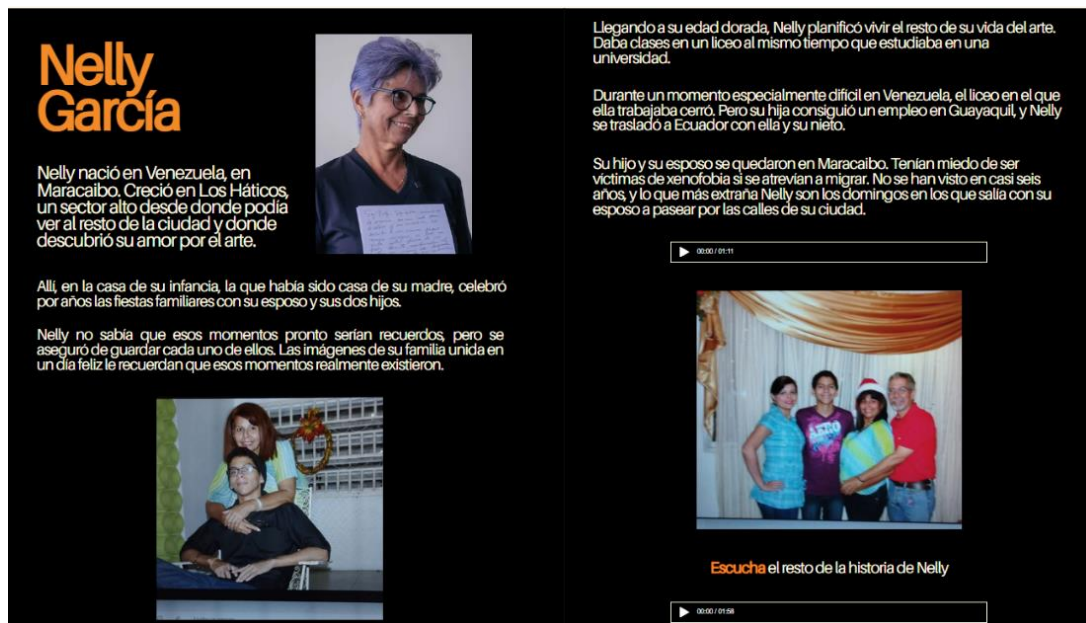 Nelly
García
Nelly nació en Venezuela, en
Maracaibo. Creció en Los Háticos,
un sector alto desde donde podía
ver al resto de la ciudad y donde
descubrió su amor por el arte.
Allí, en la casa de su infancia, la que había sido casa de su madre, celebró
por años las fiestas familiares con su esposo y sus dos hijos.
Nelly no sabía que esos momentos pronto serían recuerdos, pero se
aseguró de guardar cada uno de ellos. Las imágenes de su familia unida en
un día feliz le recuerdan que esos momentos realmente existieron.
Llegando a su edad dorada, Nelly planificó vivir el resto de su vida del arte.
Daba clases en un liceo al mismo tiempo que estudiaba en una
universidad.
Durante un momento especialmente difícil en Venezuela, el liceo en el que
ella trabajaba cerró. Pero su hija consiguió un empleo en Guayaquil, y Nelly
se trasladó a Ecuador con ella y su nieto.
Su hijo y su esposo se quedaron en Maracaibo. Tenían miedo de ser
víctimas de xenofobia si se atrevían a migrar. No se han visto en casi seis
años, y lo que más extraña Nelly son los domingos en los que salía con su
esposo a pasear por las calles de su ciudad.
00:00 / 01:11
AERO
Escucha el resto de la historia de Nelly
00:00 / 01:58